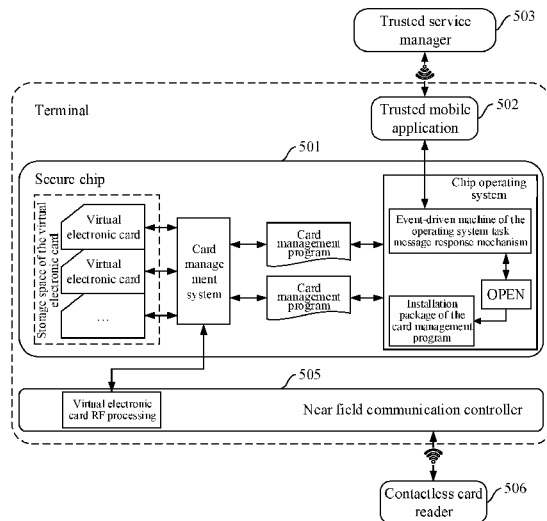 Trusted service
manager
503
Terminal
Trusted mobile
application
502
501
Secure chip
Chip operating
system
Storage space of the virtual
electronic card
Virtual
electronic card
Virtual
electronic card
...
Card
manage
ment
system
Card
management
program
Card
management
program
Event-driven machine of the
operating system task
message response mechanism
OPEN
Installation
package of the
card management
program
505
Virtual electronic
card RF processing
Near field communication controller
506
Contactless card
reader